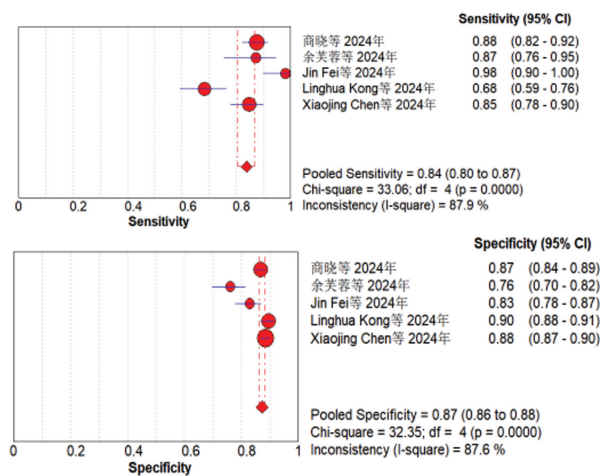 Sensitivity (95% CI)
商晓等 2024年 0.88 (0.82 - 0.92)
余芙蓉等 2024年 0.87 (0.76 - 0.95)
Jin Fei等 2024年 0.98 (0.90 - 1.00)
Linghua Kong等 2024年 0.68 (0.59 - 0.76)
Xiaojing Chen等 2024年 0.85 (0.78 - 0.90)
Pooled Sensitivity = 0.84 (0.80 to 0.87)
Chi-square = 33.06; df = 4 (p = 0.0000)
Inconsistency (I-square) = 87.9 %
0 0.2 0.4 0.6 0.8 1
Sensitivity
Specificity (95% CI)
商晓等 2024年 0.87 (0.84 - 0.89)
余芙蓉等 2024年 0.76 (0.70 - 0.82)
Jin Fei等 2024年 0.83 (0.78 - 0.87)
Linghua Kong等 2024年 0.90 (0.88 - 0.91)
Xiaojing Chen等 2024年 0.88 (0.87 - 0.90)
Pooled Specificity = 0.87 (0.86 to 0.88)
Chi-square = 32.35; df = 4 (p = 0.0000)
Inconsistency (I-square) = 87.6 %
0 0.2 0.4 0.6 0.8 1
Specificity